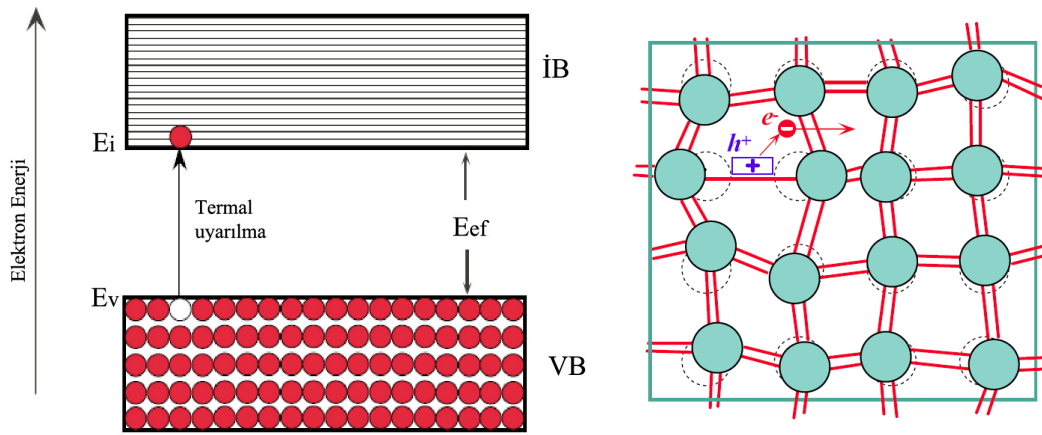 Elektron Enerji
İB
Ei
Termal
uyarılma
Eef
Ev
VB
e-
h+
+